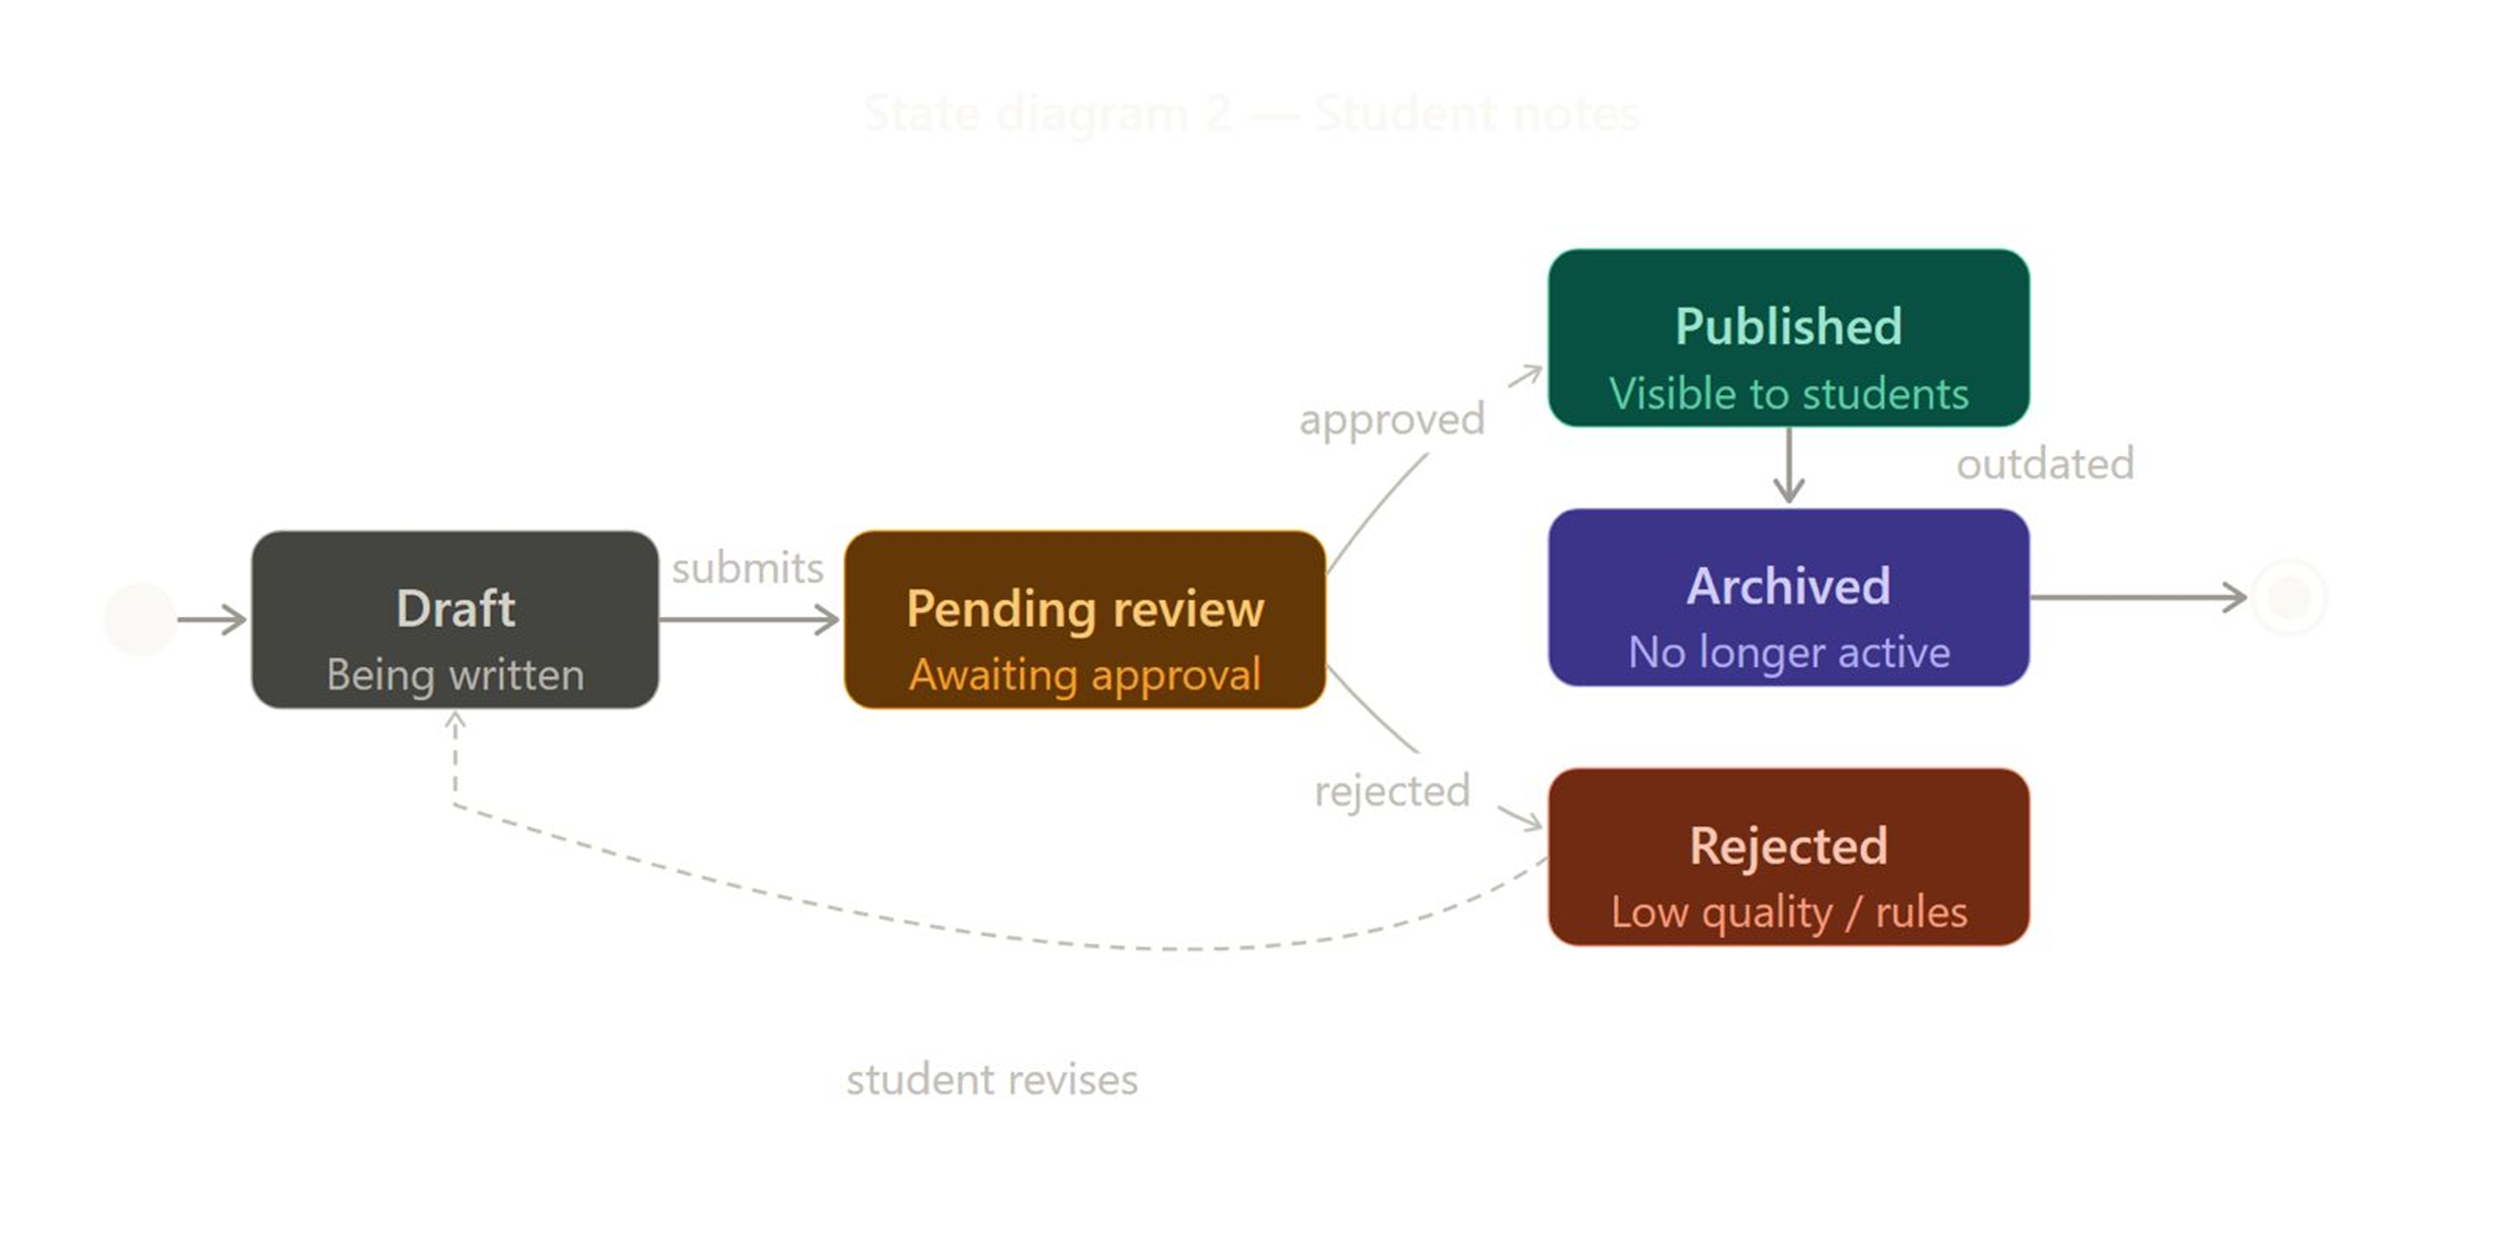 State diagram 2 — Student notes
Published
Visible to students
approved
outdated
Draft
Being written
submits
Pending review
Awaiting approval
Archived
No longer active
rejected
Rejected
Low quality / rules
student revises